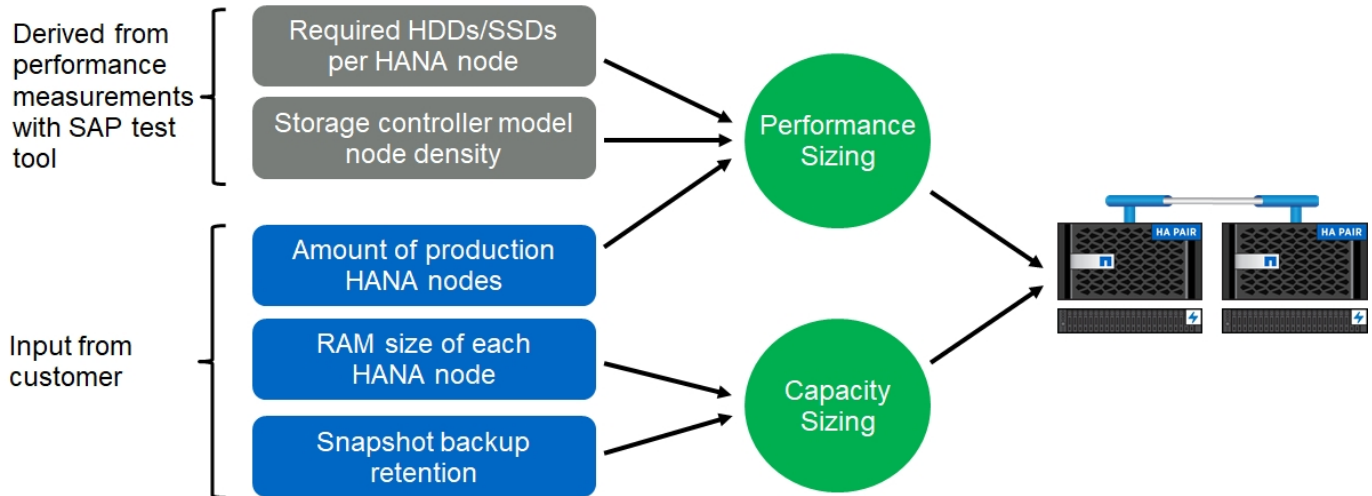 Derived from
performance
measurements
with SAP test
tool
Required HDDs/SSDs
per HANA node
Storage controller model
node density
Performance
Sizing
HA PAIR
HA PAIR
Input from
customer
Amount of production
HANA nodes
RAM size of each
HANA node
Snapshot backup
retention
Capacity
Sizing